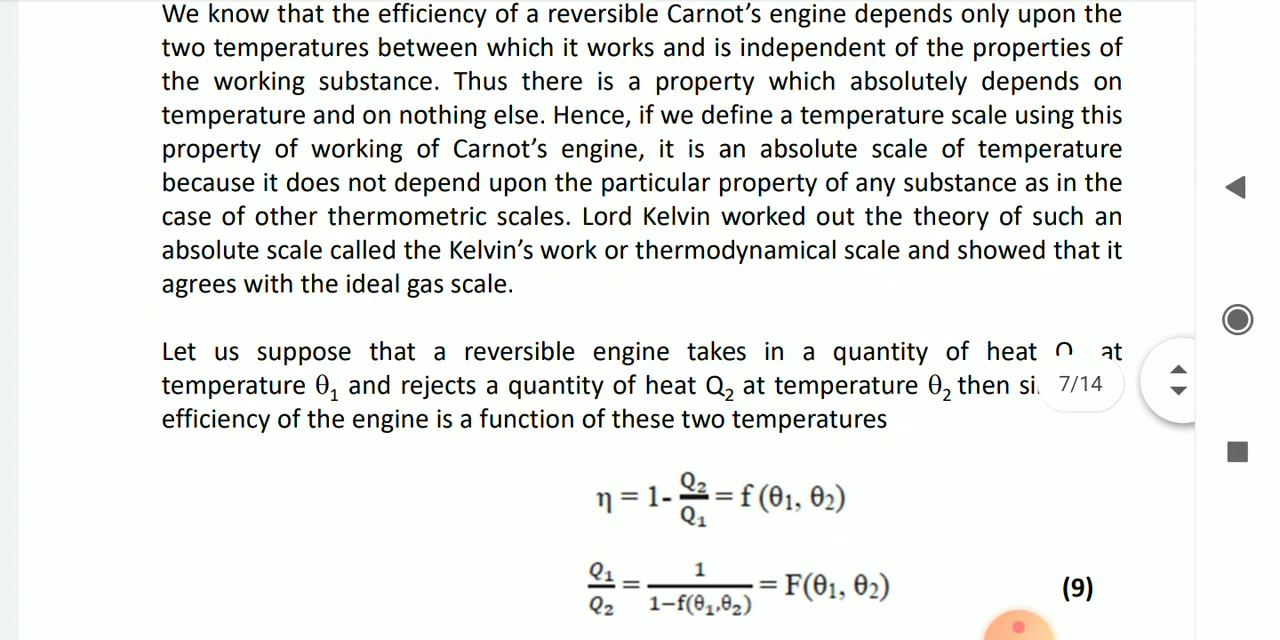 We know that the efficiency of a reversible Carnot’s engine depends only upon the
two temperatures between which it works and is independent of the properties of
the working substance. Thus there is a property which absolutely depends on
temperature and on nothing else. Hence, if we define a temperature scale using this
property of working of Carnot’s engine, it is an absolute scale of temperature
because it does not depend upon the particular property of any substance as in the
case of other thermometric scales. Lord Kelvin worked out the theory of such an
absolute scale called the Kelvin’s work or thermodynamical scale and showed that it
agrees with the ideal gas scale.
Let us suppose that a reversible engine takes in a quantity of heat at
temperature θ₁ and rejects a quantity of heat Q₂ at temperature θ₂ then
7/14
efficiency of the engine is a function of these two temperatures
η = 1- Q₂/Q₁ = f (θ₁, θ₂)
Q₁/Q₂ = 1/(1−f(θ₁,θ₂)) = F(θ₁, θ₂) (9)